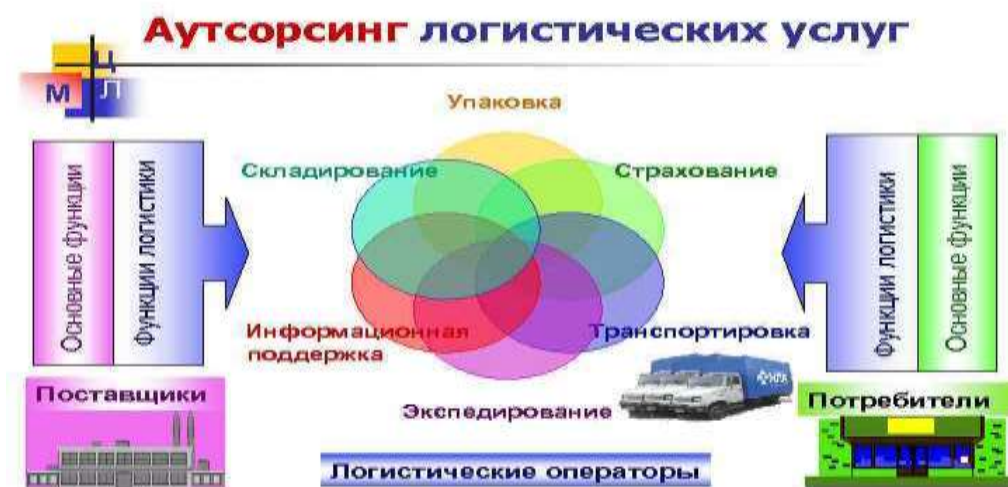 Аутсорсинг логистических услуг
Ц
М Л
Упаковка
Складирование
Страхование
Основные функции
Функции логистики
Функции логистики
Основные функции
Информационная
поддержка
Транспортировка
Поставщики
Экспедирование
Потребители
Логистические операторы